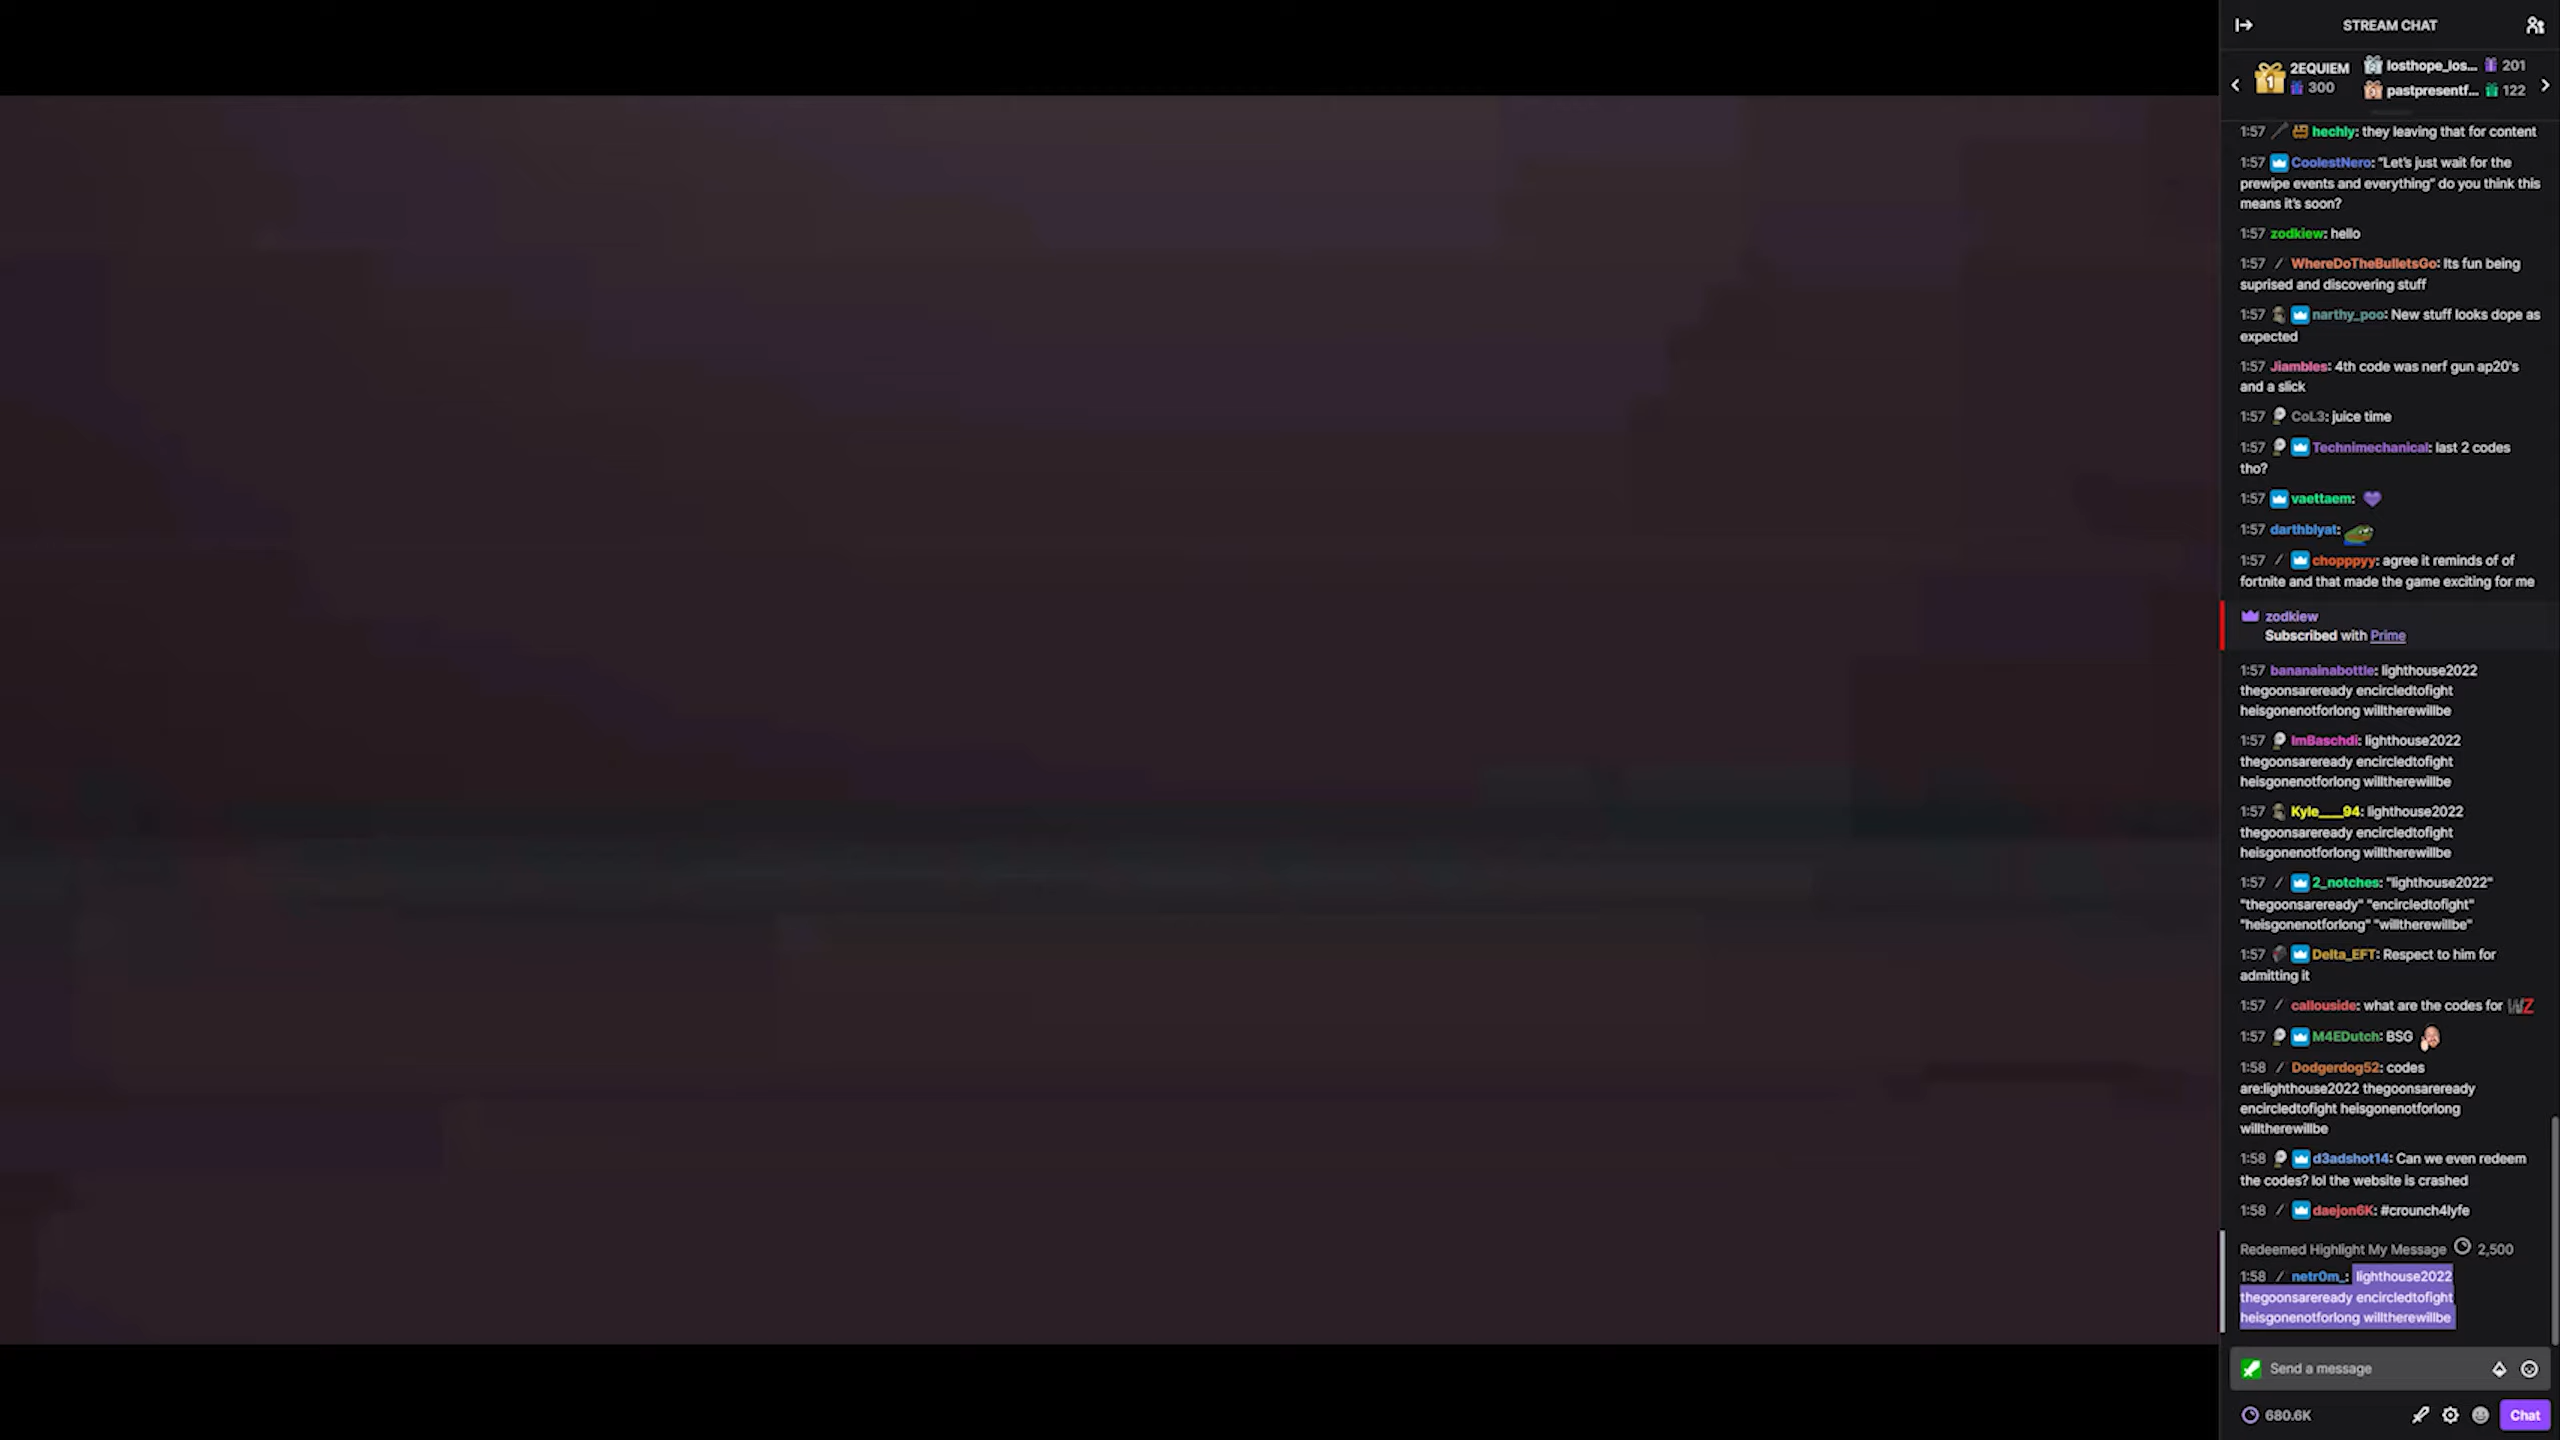 STREAM CHAT
2EQUIEM
300
losthope_los... 201
pastpresentf... 122
1:57 hechly: they leaving that for content
1:57 CoolestNero: "Let's just wait for the
prewipe events and everything" do you think this
means it's soon?
1:57 zodkiew: hello
1:57 WhereDoTheBulletsGo: Its fun being
suprised and discovering stuff
1:57 narthy_poo: New stuff looks dope as
expected
1:57 Jiambles: 4th code was nerf gun ap20's
and a slick
1:57 CoL3: juice time
1:57 Technimechanical: last 2 codes
tho?
1:57 vaettaem:
1:57 darthblyat:
1:57 chopppyy: agree it reminds of of
fortnite and that made the game exciting for me
zodkiew
Subscribed with Prime
1:57 bananainabottle: lighthouse2022
thegoonsareready encircledtofight
heisgonenotforlong willtherewillbe
1:57 ImBaschdi: lighthouse2022
thegoonsareready encircledtofight
heisgonenotforlong willtherewillbe
1:57 Kyle___94: lighthouse2022
thegoonsareready encircledtofight
heisgonenotforlong willtherewillbe
1:57 2_notches: "lighthouse2022"
"thegoonsareready" "encircledtofight"
"heisgonenotforlong" "willtherewillbe"
1:57 Delta_EFT: Respect to him for
admitting it
1:57 callouside: what are the codes for WZ
1:57 M4EDutch: BSG
1:58 Dodgerdog52: codes
are:lighthouse2022 thegoonsareready
encircledtofight heisgonenotforlong
willtherewillbe
1:58 d3adshot14: Can we even redeem
the codes? lol the website is crashed
1:58 daejon6K: #crounch4lyfe
Redeemed Highlight My Message 2,500
1:58 netr0m_: lighthouse2022
thegoonsareready encircledtofight
heisgonenotforlong willtherewillbe
Send a message
680.6K
Chat